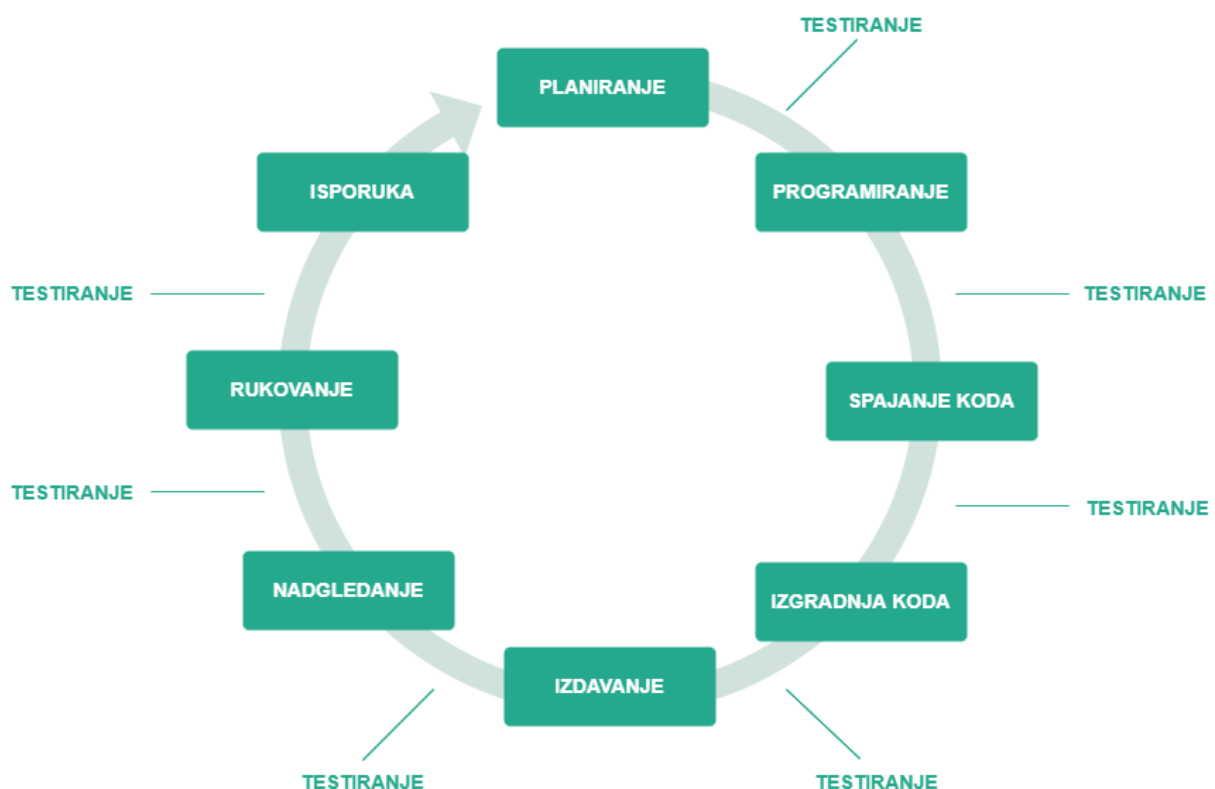 TESTIRANJE
PLANIRANJE
PROGRAMIRANJE
ISPORUKA
TESTIRANJE
TESTIRANJE
RUKOVANJE
SPAJANJE KODA
TESTIRANJE
TESTIRANJE
NADGLEDANJE
IZGRADNJA KODA
IZDAVANJE
TESTIRANJE
TESTIRANJE